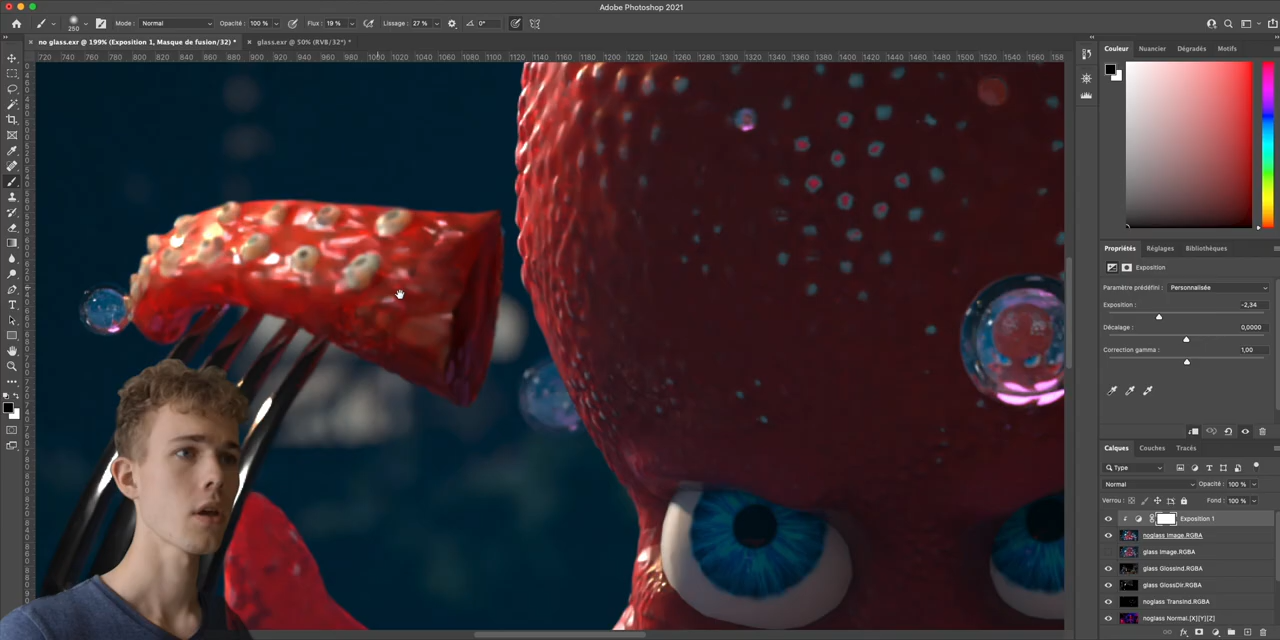 Adobe Photoshop 2021
250 Mode : Normal Opacité : 100 % Flux : 19 % Lissage : 27 % 0°
no glass.exr @ 199% (Exposition 1, Masque de fusion/32) * glass.exr @ 50% (RVB/32*) *
Couleur Nuancier Dégradés Motifs
Propriétés Réglages Bibliothèques
Exposition
Paramètre prédéfini : Personnalisée
Exposition : -2,34
Décalage : 0,0000
Correction gamma : 1,00
Calques Couches Tracés
Type
Normal Opacité : 100 %
Verrou : Fond : 100 %
Exposition 1
noglass Image.RGBA
glass Image.RGBA
glass GlossInd.RGBA
glass GlossDir.RGBA
noglass TransInd.RGBA
noglass Normal.[X][Y][Z]